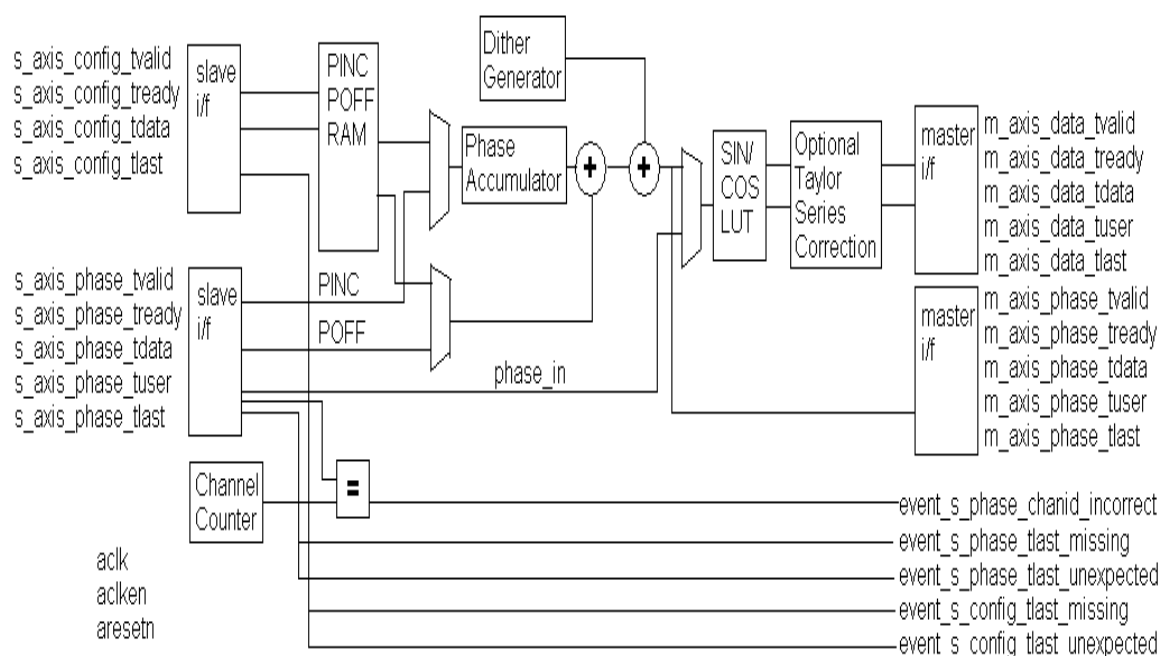 s_axis_config_tvalid
s_axis_config_tready
s_axis_config_tdata
s_axis_config_tlast
slave
i/f
PINC
POFF
RAM
Dither
Generator
Phase
Accumulator
+
+
SIN/
COS
LUT
Optional
Taylor
Series
Correction
master
i/f
m_axis_data_tvalid
m_axis_data_tready
m_axis_data_tdata
m_axis_data_tuser
m_axis_data_tlast
s_axis_phase_tvalid
s_axis_phase_tready
s_axis_phase_tdata
s_axis_phase_tuser
s_axis_phase_tlast
slave
i/f
PINC
POFF
phase_in
master
i/f
m_axis_phase_tvalid
m_axis_phase_tready
m_axis_phase_tdata
m_axis_phase_tuser
m_axis_phase_tlast
Channel
Counter
=
event_s_phase_chanid_incorrect
event_s_phase_tlast_missing
event_s_phase_tlast_unexpected
event_s_config_tlast_missing
event_s_config_tlast_unexpected
aclk
aclken
aresetn